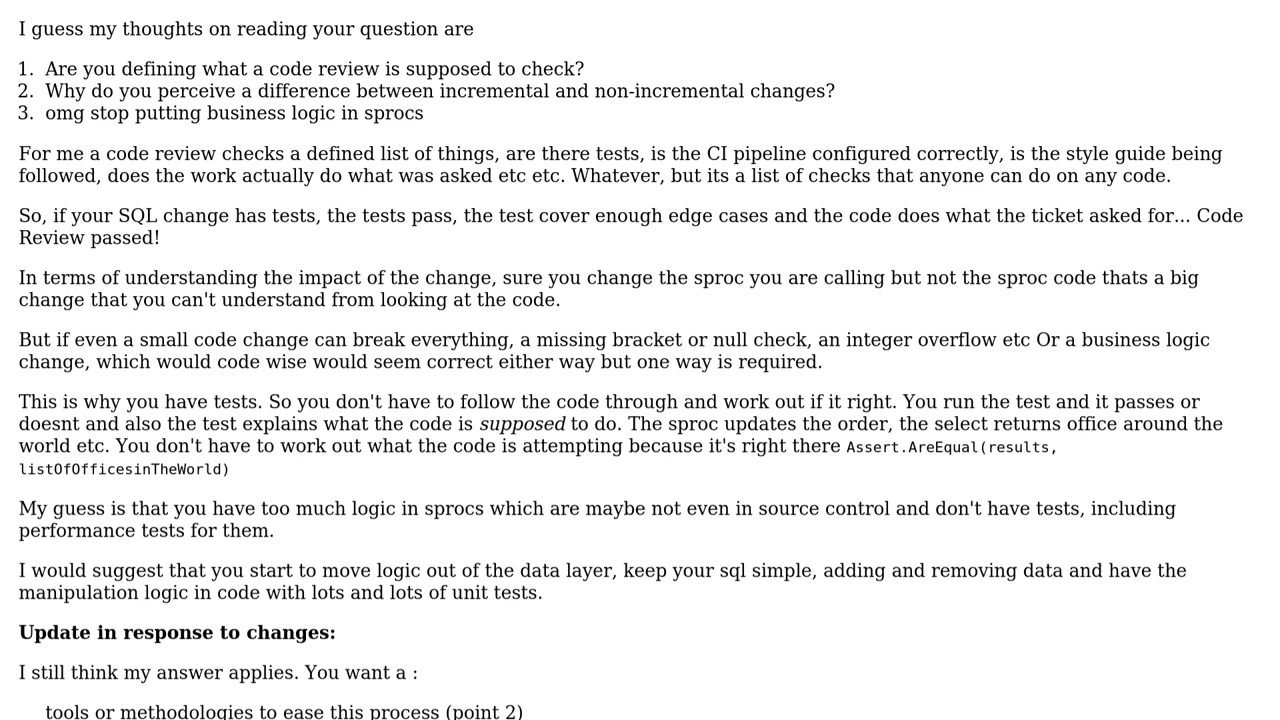 I guess my thoughts on reading your question are
1. Are you defining what a code review is supposed to check?
2. Why do you perceive a difference between incremental and non-incremental changes?
3. omg stop putting business logic in sprocs
For me a code review checks a defined list of things, are there tests, is the CI pipeline configured correctly, is the style guide being
followed, does the work actually do what was asked etc etc. Whatever, but its a list of checks that anyone can do on any code.
So, if your SQL change has tests, the tests pass, the test cover enough edge cases and the code does what the ticket asked for... Code
Review passed!
In terms of understanding the impact of the change, sure you change the sproc you are calling but not the sproc code thats a big
change that you can't understand from looking at the code.
But if even a small code change can break everything, a missing bracket or null check, an integer overflow etc Or a business logic
change, which would code wise would seem correct either way but one way is required.
This is why you have tests. So you don't have to follow the code through and work out if it right. You run the test and it passes or
doesnt and also the test explains what the code is supposed to do. The sproc updates the order, the select returns office around the
world etc. You don't have to work out what the code is attempting because it's right there Assert.AreEqual(results,
listOfOfficesinTheWorld)
My guess is that you have too much logic in sprocs which are maybe not even in source control and don't have tests, including
performance tests for them.
I would suggest that you start to move logic out of the data layer, keep your sql simple, adding and removing data and have the
manipulation logic in code with lots and lots of unit tests.
Update in response to changes:
I still think my answer applies. You want a :
tools or methodologies to ease this process (point 2)